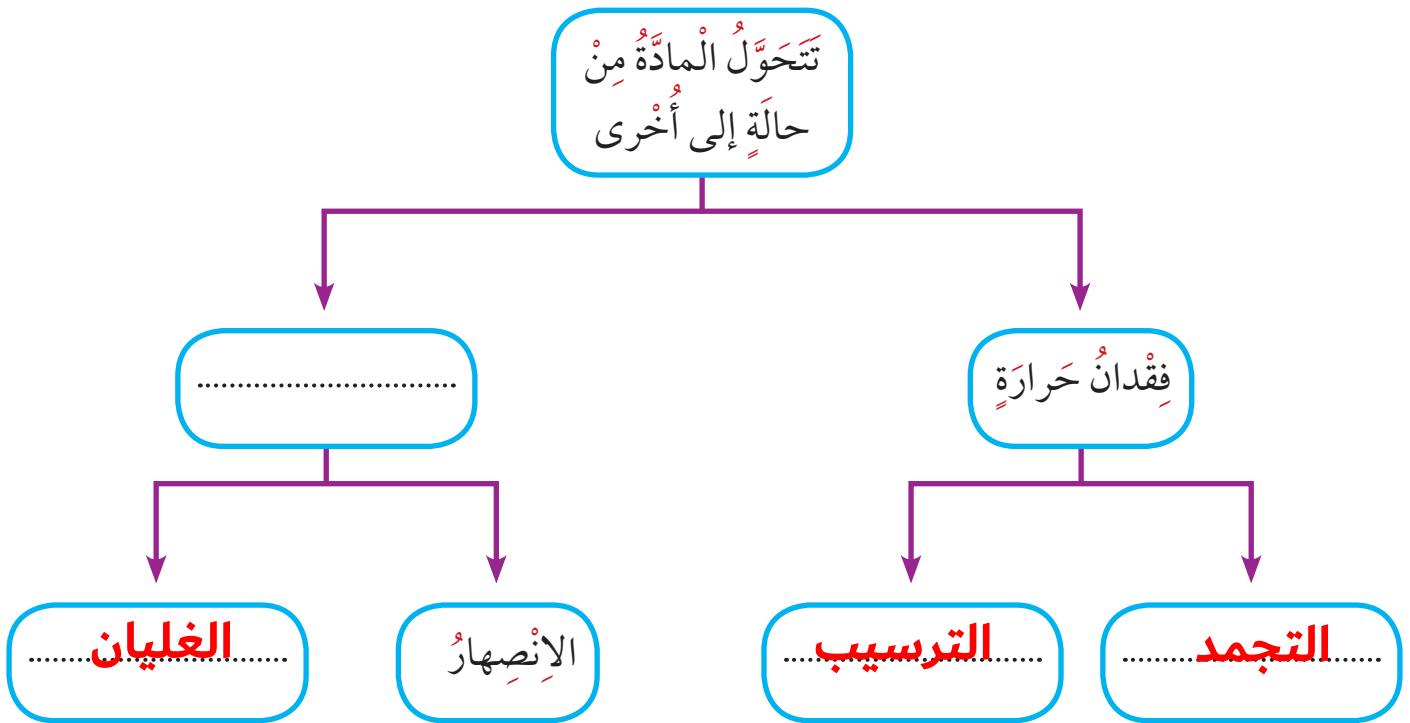 تَتَحَوَّلُ الْمادَّةُ مِنْ
حالَةٍ إلى أُخْرى
فِقْدانُ حَرارَةٍ
..............................
التجمد
الترسيب
الاِنْصِهارُ
الغليان